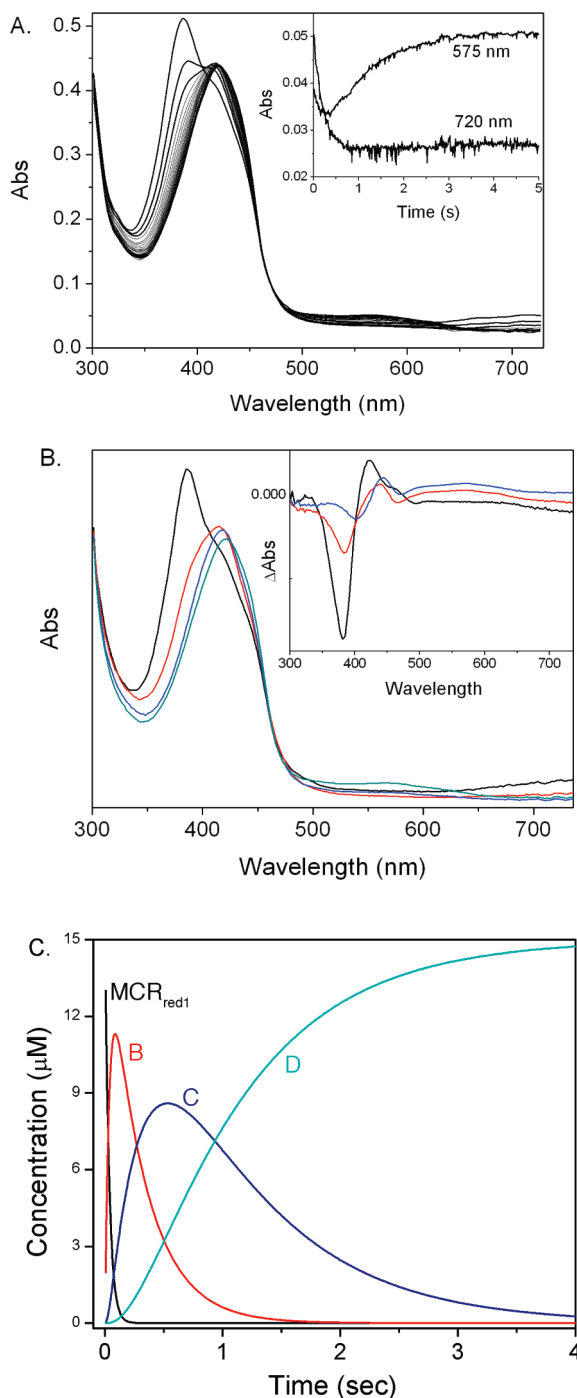 A.
0.5
0.4
0.3
0.2
0.1
0.0
Abs
300 400 500 600 700
Wavelength (nm)
0.05
0.04
0.03
0.02
Abs
575 nm
720 nm
0 1 2 3 4 5
Time (s)
B.
Abs
300 400 500 600 700
Wavelength (nm)
0.000
ΔAbs
300 400 500 600 700
Wavelength
C.
15
12
9
6
3
0
Concentration (μM)
MCRred1
B
C
D
0 1 2 3 4
Time (sec)